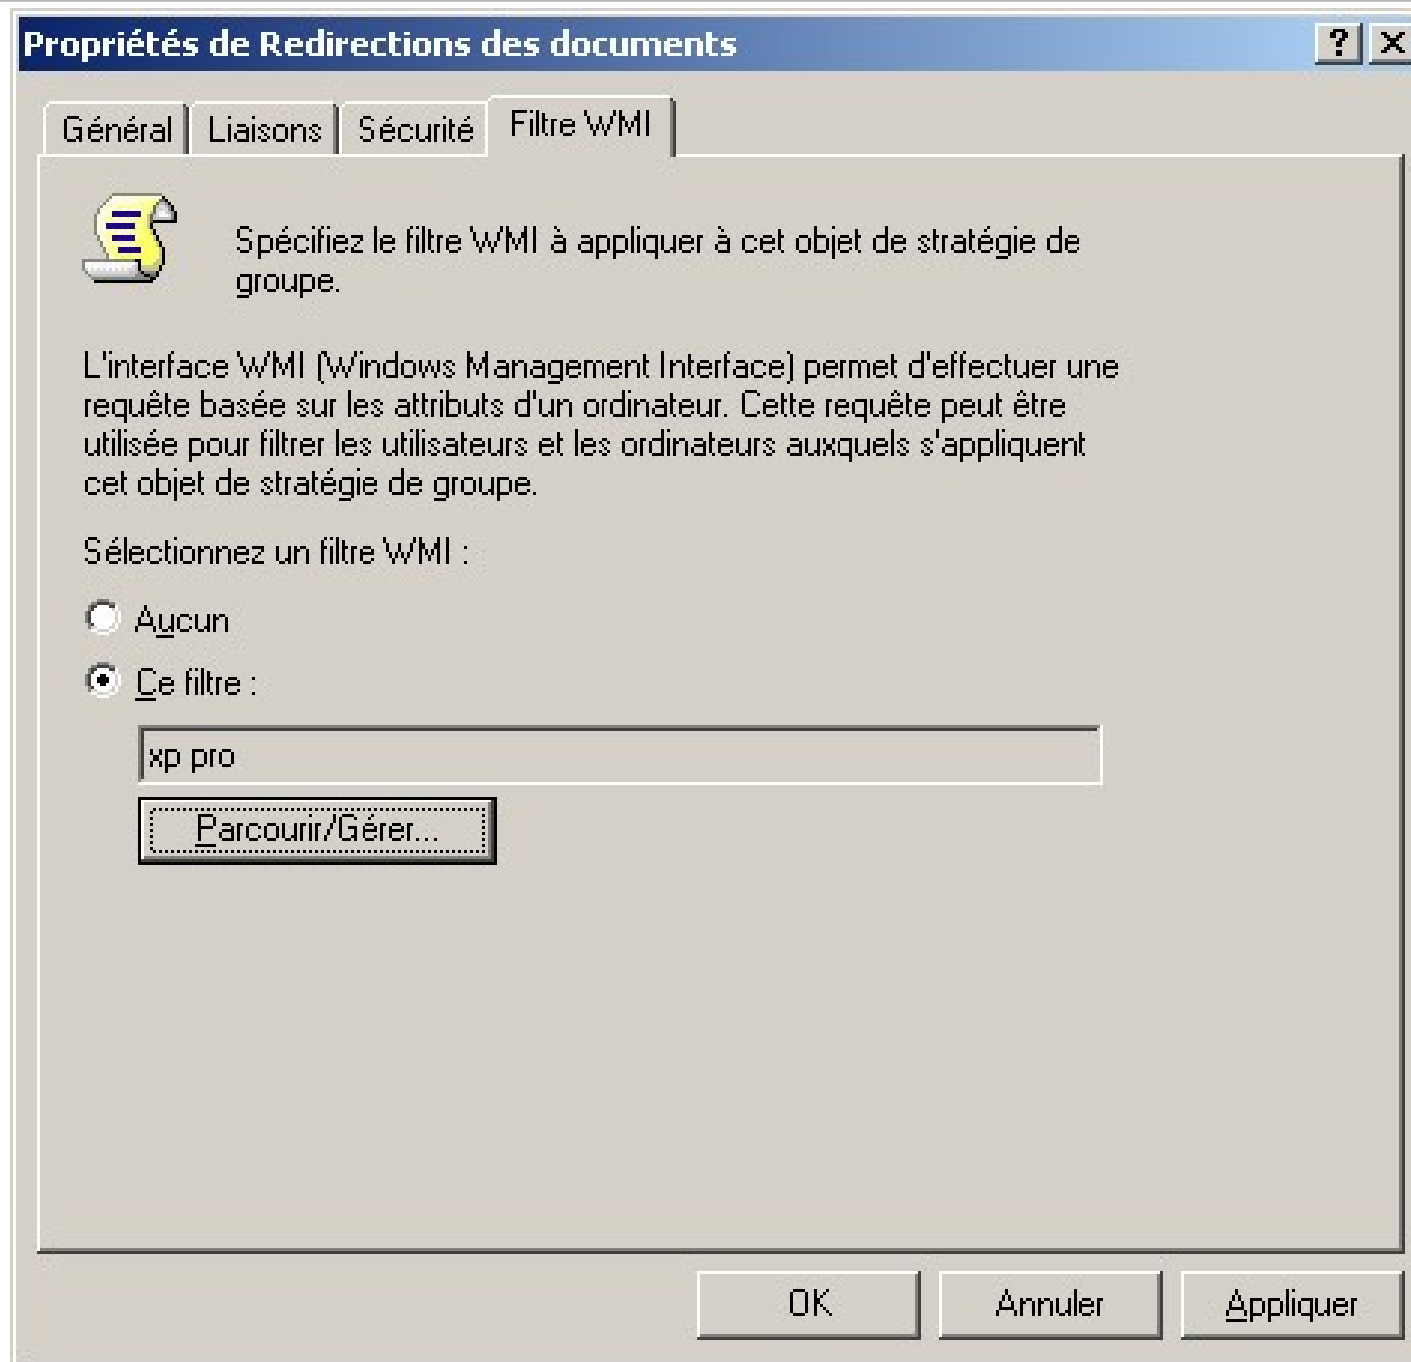 Propriétés de Redirections des documents
Général Liaisons Sécurité Filtre WMI
Spécifiez le filtre WMI à appliquer à cet objet de stratégie de
groupe.
L'interface WMI (Windows Management Interface) permet d'effectuer une
requête basée sur les attributs d'un ordinateur. Cette requête peut être
utilisée pour filtrer les utilisateurs et les ordinateurs auxquels s'appliquent
cet objet de stratégie de groupe.
Sélectionnez un filtre WMI :
Aucun
Ce filtre :
xp pro
Parcourir/Gérer...
OK Annuler Appliquer